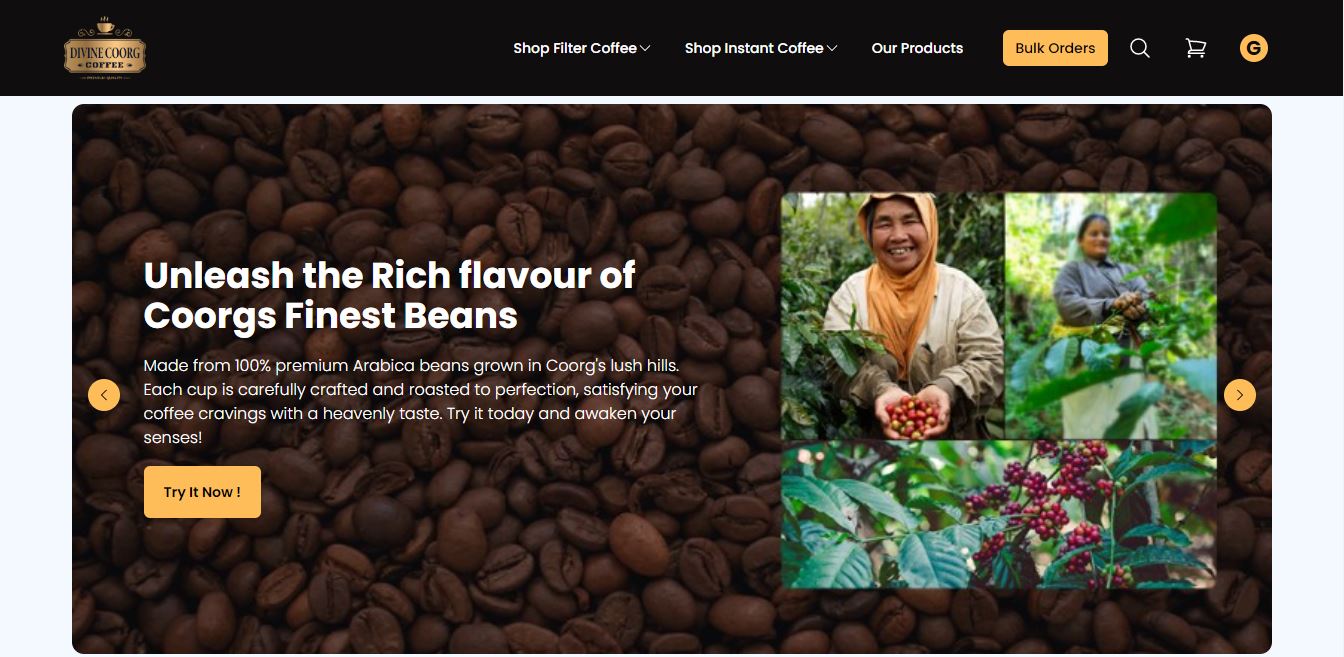 DIVINE COORG
COFFEE
Shop Filter Coffee
Shop Instant Coffee
Our Products
Bulk Orders
G
Unleash the Rich flavour of
Coorgs Finest Beans
Made from 100% premium Arabica beans grown in Coorg's lush hills.
Each cup is carefully crafted and roasted to perfection, satisfying your
coffee cravings with a heavenly taste. Try it today and awaken your
senses!
Try It Now !